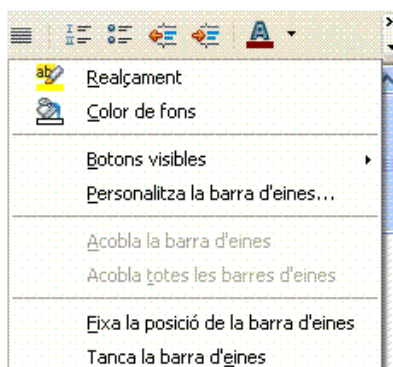 Realçament
Color de fons
Botons visibles
Personalitza la barra d'eines...
Acobla la barra d'eines
Acobla totes les barres d'eines
Fixa la posició de la barra d'eines
Tanca la barra d'eines